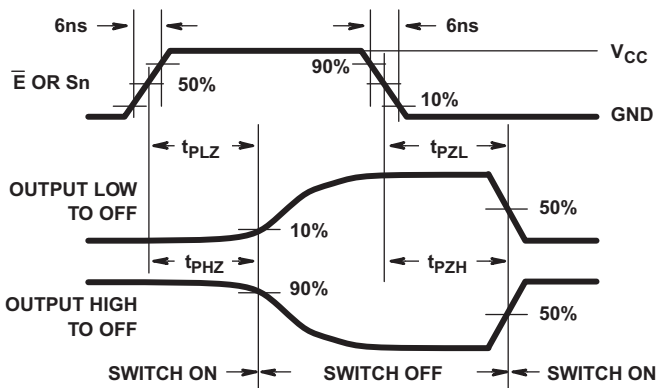 6ns
6ns
VCC
90%
E̅ OR Sn
50%
10%
GND
tPLZ
tPZL
OUTPUT LOW
TO OFF
50%
10%
tPHZ
tPZH
90%
OUTPUT HIGH
TO OFF
50%
SWITCH ON
SWITCH OFF
SWITCH ON